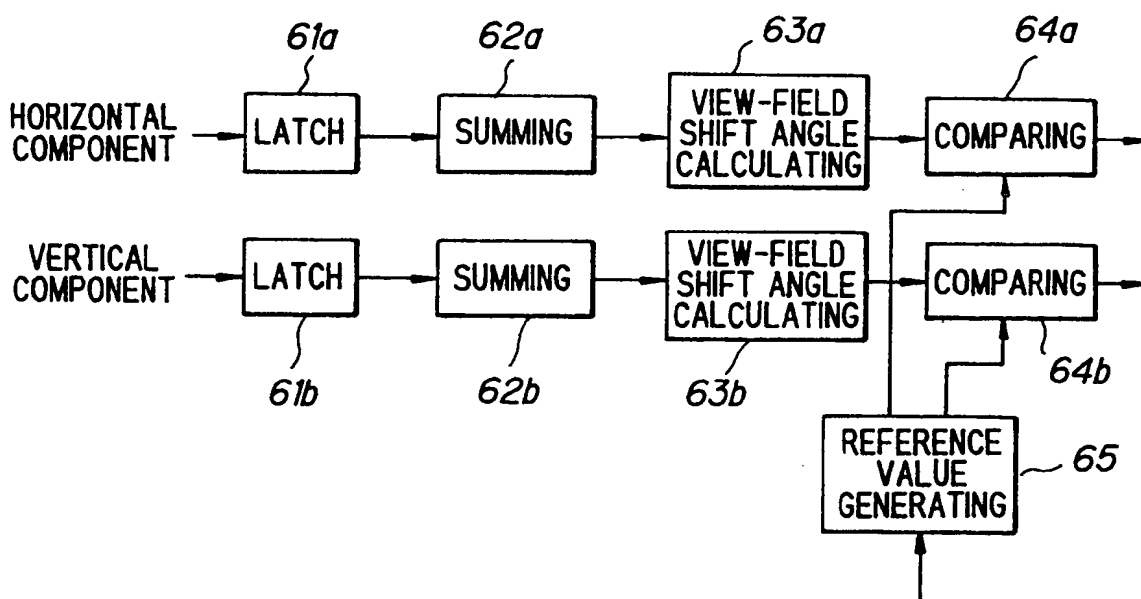 61a
62a
63a
64a
HORIZONTAL
COMPONENT
LATCH
SUMMING
VIEW-FIELD
SHIFT ANGLE
CALCULATING
COMPARING
VERTICAL
COMPONENT
LATCH
SUMMING
VIEW-FIELD
SHIFT ANGLE
CALCULATING
COMPARING
61b
62b
63b
64b
REFERENCE
VALUE
GENERATING
65